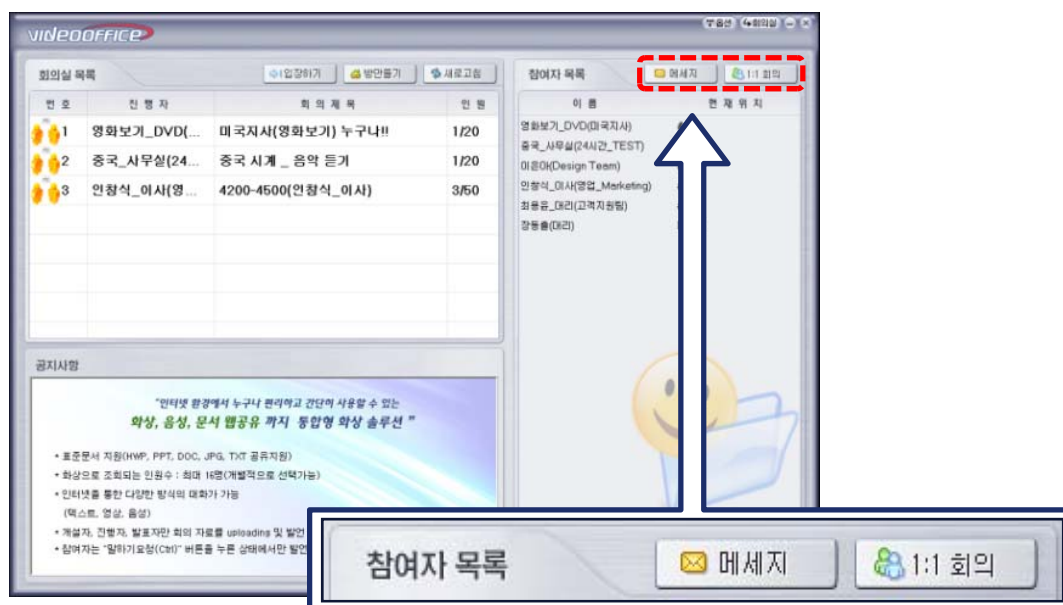 VIDEOOFFICE
옵션 회의실
회의실 목록 입장하기 방만들기 새로고침
번호 진행자 회의제목 인원
1 영화보기_DVD(... 미국지사(영화보기) 누구나!! 1/20
2 중국_사무실(24... 중국 시계 _ 음악 듣기 1/20
3 인참식_이사(영... 4200-4500(인참식_이사) 3/50
참여자 목록 메세지 1:1 회의
이름 현재위치
영화보기_DVD(미국지사)
중국_사무실(24시간_TEST)
이은아(Design Team)
인참식_이사(영업_Marketing)
최용음_대리(고객지원팀)
장동출(대리)
공지사항
"인터넷 환경에서 누구나 편리하고 간단히 사용할 수 있는
화상, 음성, 문서 웹공유 까지 통합형 화상 솔루션 "
• 표준문서 지원(HWP, PPT, DOC, JPG, TXT 공유지원)
• 화상으로 조회되는 인원수 : 최대 16명(개별적으로 선택가능)
• 인터넷을 통한 다양한 방식의 대화가 가능
(텍스트, 영상, 음성)
• 개설자, 진행자, 발표자만 회의 자료를 uploading 및 발언
• 참여자는 "말하기요청(Ctrl)" 버튼을 누른 상태에서만 발언
참여자 목록 메세지 1:1 회의